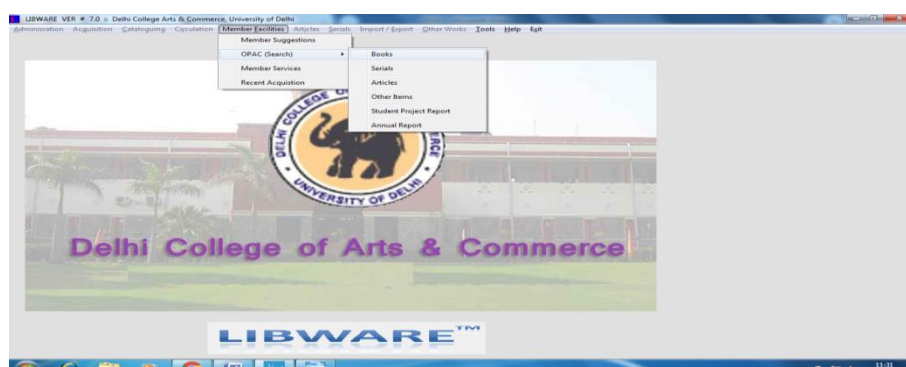 LIBWARE VER # 7.0 :: Delhi College Arts & Commerce, University of Delhi
Administration Acquisition Cataloguing Circulation Member Facilities Articles Serials Import / Export Other Works Tools Help Exit
Member Suggestions
OPAC (Search)
Member Services
Recent Acquistion
Books
Serials
Articles
Other Items
Student Project Report
Annual Report
DELHI COLLEGE OF
UNIVERSITY OF DELHI
Delhi College of Arts & Commerce
LIBWARE™
11:31